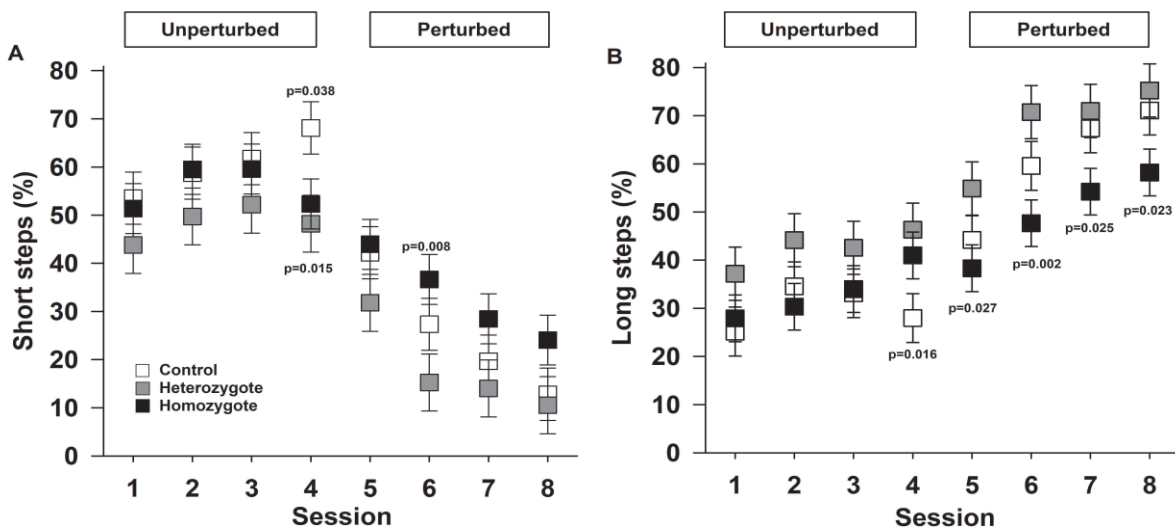 Unperturbed
Perturbed
A
Short steps (%)
80
70
60
50
40
30
20
10
0
p=0.038
p=0.015
p=0.008
Control
Heterozygote
Homozygote
1 2 3 4 5 6 7 8
Session
Unperturbed
Perturbed
B
Long steps (%)
80
70
60
50
40
30
20
10
0
p=0.016
p=0.027
p=0.002
p=0.025
p=0.023
1 2 3 4 5 6 7 8
Session